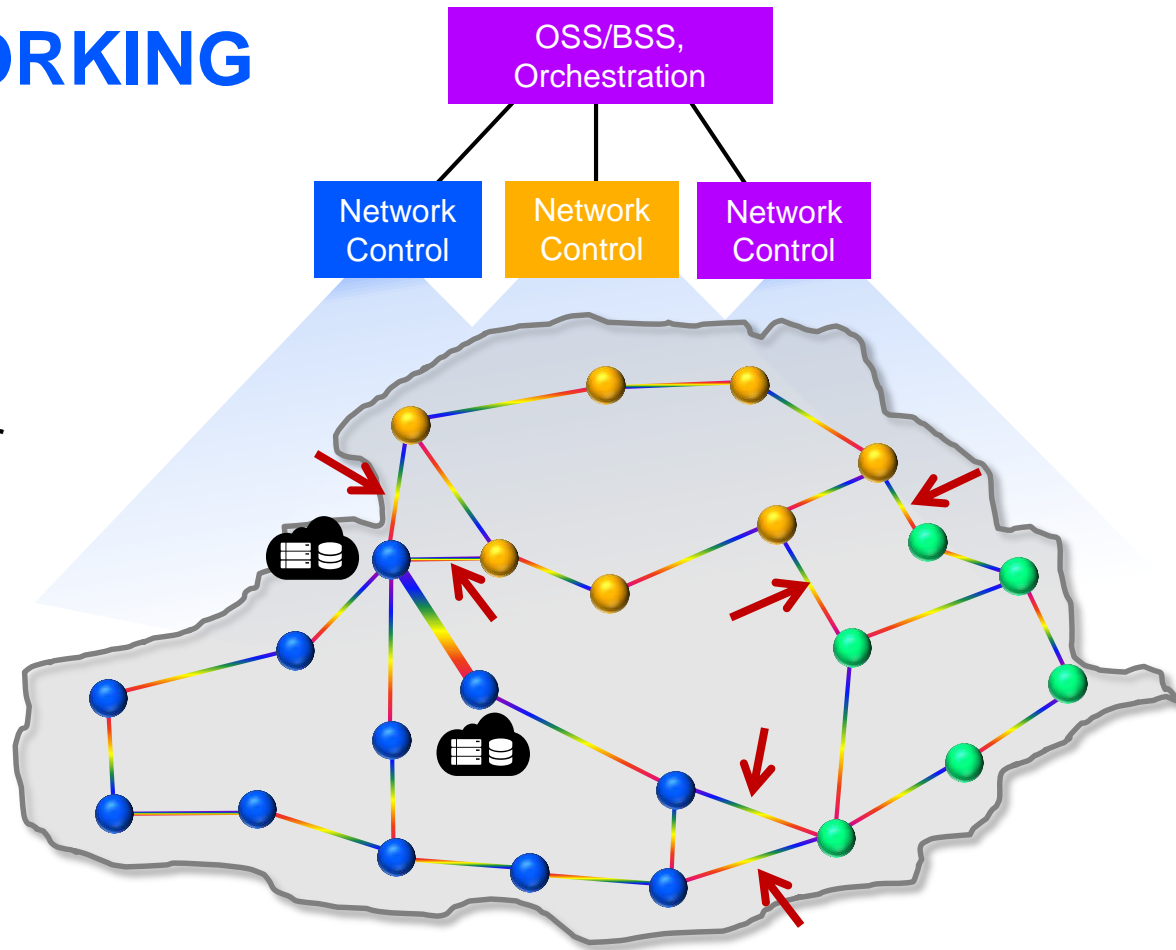 ORKING
OSS/BSS,
Orchestration
Network
Control
Network
Control
Network
Control